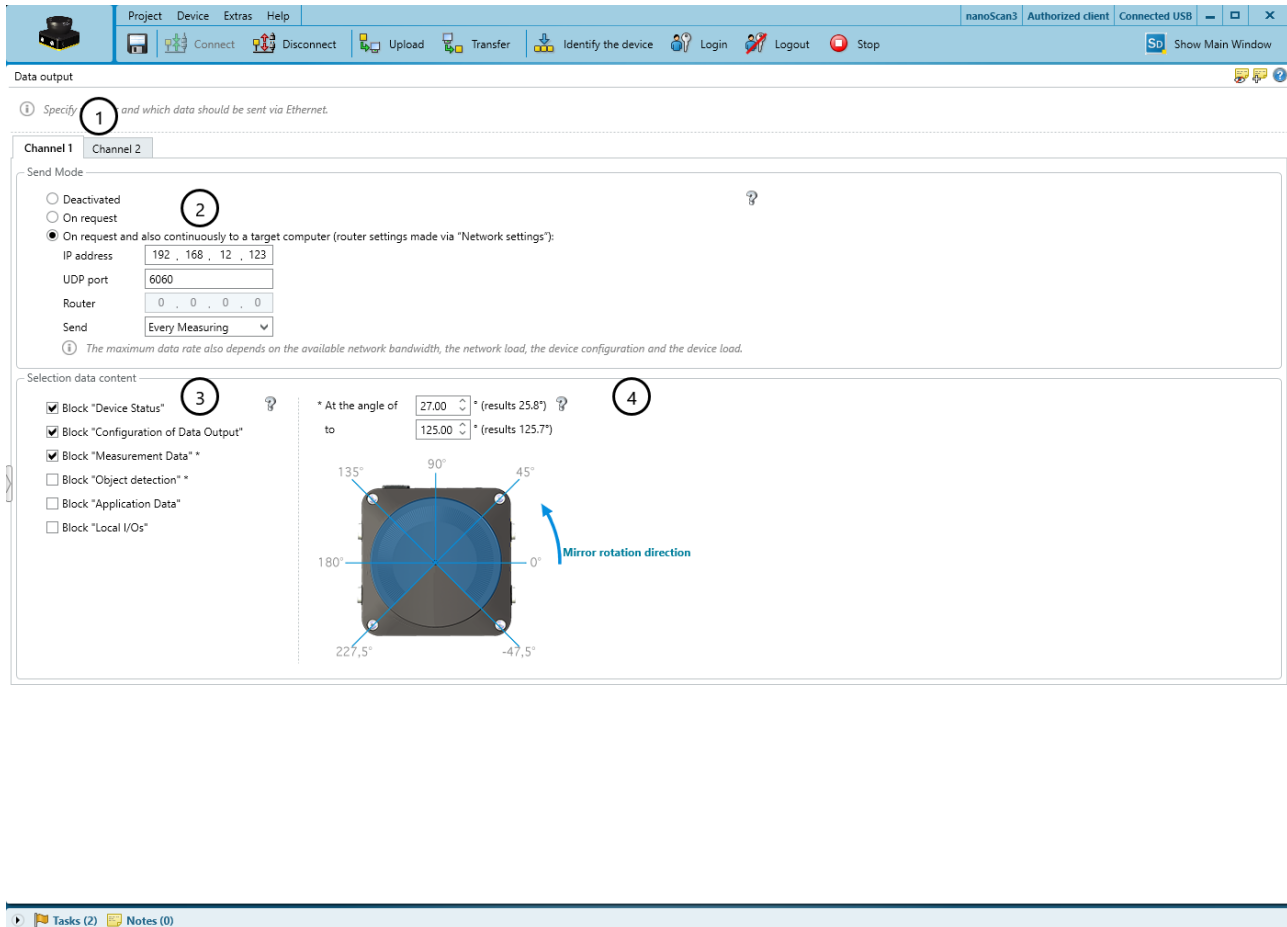 Project Device Extras Help nanoScan3 Authorized client Connected USB
Connect Disconnect Upload Transfer Identify the device Login Logout Stop SD Show Main Window
Data output
Specify and which data should be sent via Ethernet.
1
Channel 1 Channel 2
Send Mode
Deactivated
2
On request
On request and also continuously to a target computer (router settings made via "Network settings"):
IP address 192 . 168 . 12 . 123
UDP port 6060
Router 0 . 0 . 0 . 0
Send Every Measuring
The maximum data rate also depends on the available network bandwidth, the network load, the device configuration and the device load.
Selection data content
3
4
Block "Device Status" * At the angle of 27.00 ° (results 25.8°)
Block "Configuration of Data Output" to 125.00 ° (results 125.7°)
Block "Measurement Data" *
Block "Object detection" *
Block "Application Data"
Block "Local I/Os"
90°
135° 45°
Mirror rotation direction
180° 0°
227,5° -47,5°
Tasks (2) Notes (0)